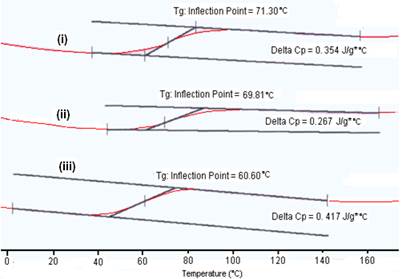 Tg: Inflection Point = 71.30°C
(i)
Delta Cp = 0.354 J/g*°C
Tg: Inflection Point = 69.81°C
(ii)
Delta Cp = 0.267 J/g*°C
(iii)
Tg: Inflection Point = 60.60°C
Delta Cp = 0.417 J/g*°C
0 20 40 60 80 100 120 140 160
Temperature (°C)